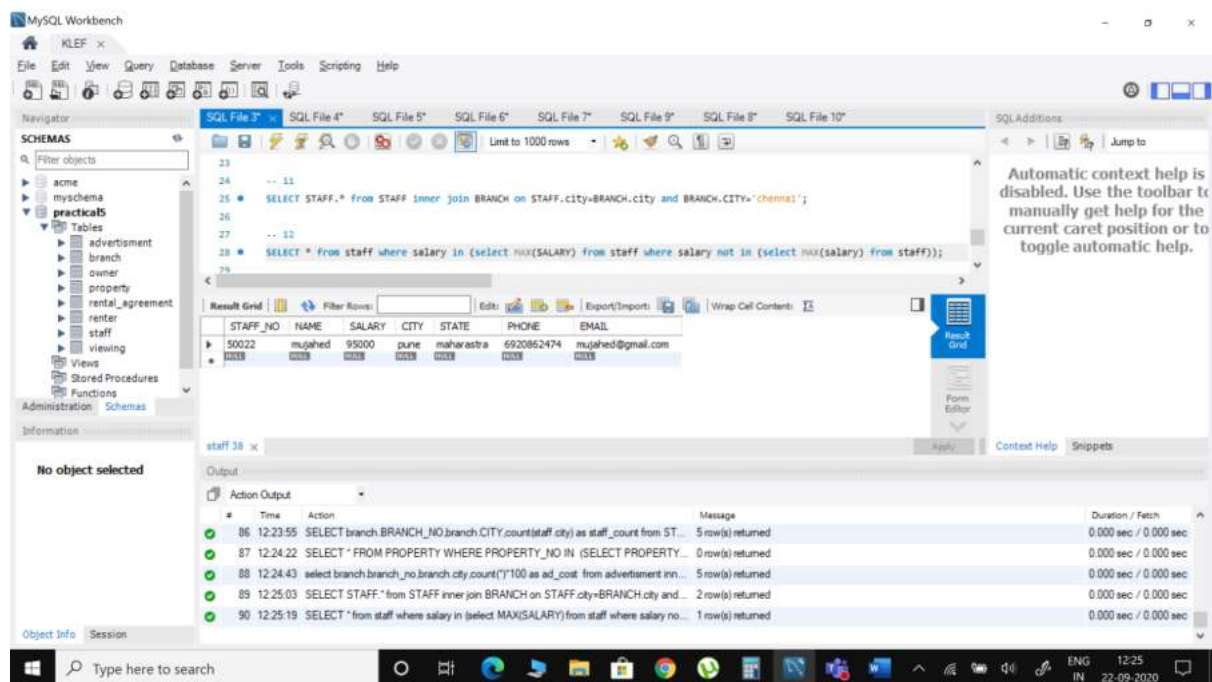 MySQL Workbench
KLEF ×
File Edit View Query Database Server Tools Scripting Help
Navigator
SCHEMAS
Filter objects
acme
myschema
practical5
Tables
advertisment
branch
owner
property
rental_agreement
renter
staff
viewing
Views
Stored Procedures
Functions
Administration Schemas
Information
No object selected
Object Info Session
SQL File 3* × SQL File 4* SQL File 5* SQL File 6* SQL File 7* SQL File 9* SQL File 8* SQL File 10*
Limit to 1000 rows
23
24 -- 11
25 SELECT STAFF.* from STAFF inner join BRANCH on STAFF.city=BRANCH.city and BRANCH.CITY='chennai';
26
27 -- 12
28 SELECT * from staff where salary in (select MAX(SALARY) from staff where salary not in (select MAX(salary) from staff));
29
Result Grid Filter Rows: Edit: Export/Import: Wrap Cell Content:
STAFF_NO NAME SALARY CITY STATE PHONE EMAIL
50022 mujahed 95000 pune maharastra 6920862474 mujahed@gmail.com
NULL NULL NULL NULL NULL NULL NULL
Result Grid
Form Editor
staff 38 ×
Apply
Output
Action Output
# Time Action Message Duration / Fetch
86 12:23:55 SELECT branch.BRANCH_NO,branch.CITY,count(staff.city) as staff_count from ST... 5 row(s) returned 0.000 sec / 0.000 sec
87 12:24:22 SELECT * FROM PROPERTY WHERE PROPERTY_NO IN (SELECT PROPERTY... 0 row(s) returned 0.000 sec / 0.000 sec
88 12:24:43 select branch.branch_no,branch.city,count(*)*100 as ad_cost from advertisment inn... 5 row(s) returned 0.000 sec / 0.000 sec
89 12:25:03 SELECT STAFF.* from STAFF inner join BRANCH on STAFF.city=BRANCH.city and... 2 row(s) returned 0.000 sec / 0.000 sec
90 12:25:19 SELECT * from staff where salary in (select MAX(SALARY) from staff where salary no... 1 row(s) returned 0.000 sec / 0.000 sec
SQLAdditions
Jump to
Automatic context help is
disabled. Use the toolbar to
manually get help for the
current caret position or to
toggle automatic help.
Context Help Snippets
Type here to search
ENG
IN
12:25
22-09-2020